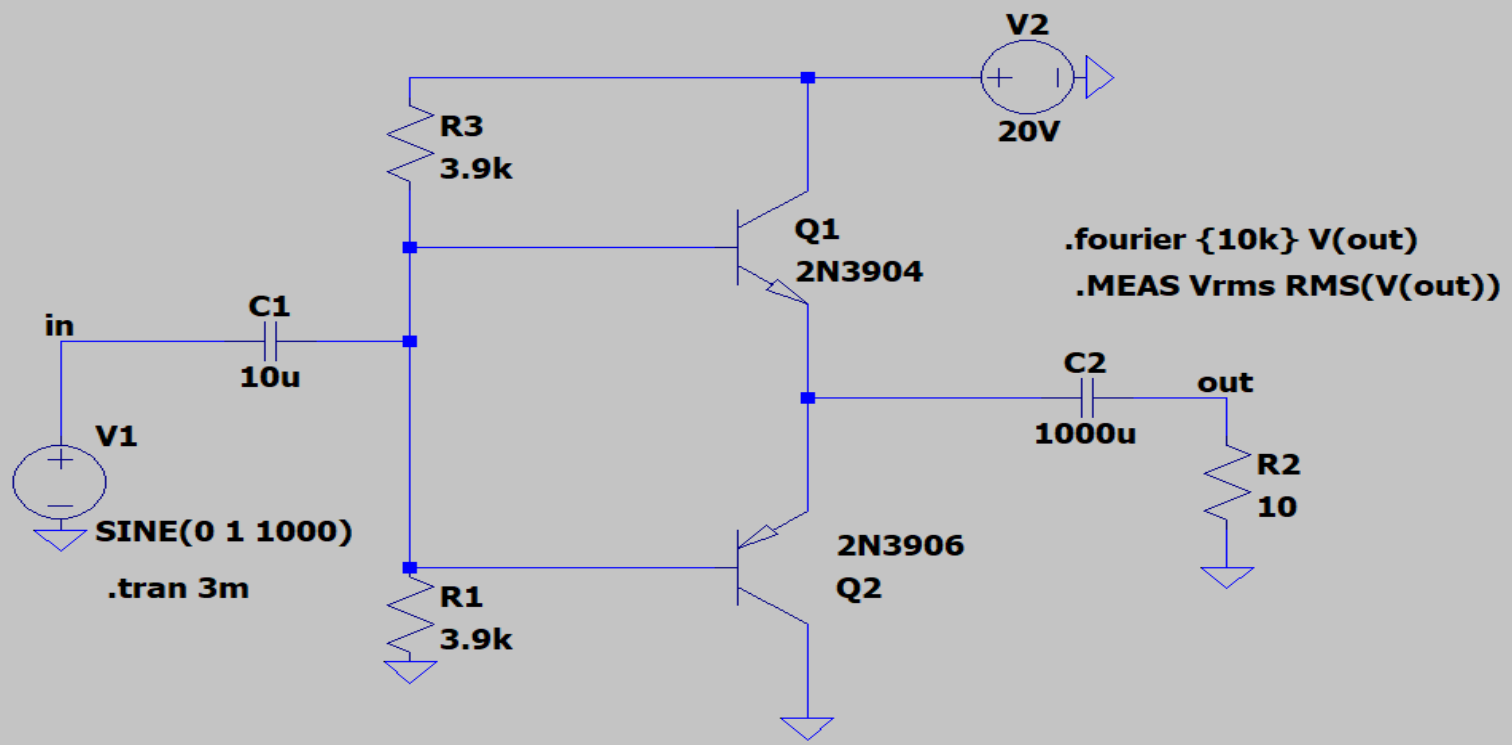 V2
20V
R3
3.9k
Q1
2N3904
.fourier {10k} V(out)
.MEAS Vrms RMS(V(out))
in
C1
10u
C2
1000u
out
V1
SINE(0 1 1000)
.tran 3m
R2
10
2N3906
Q2
R1
3.9k